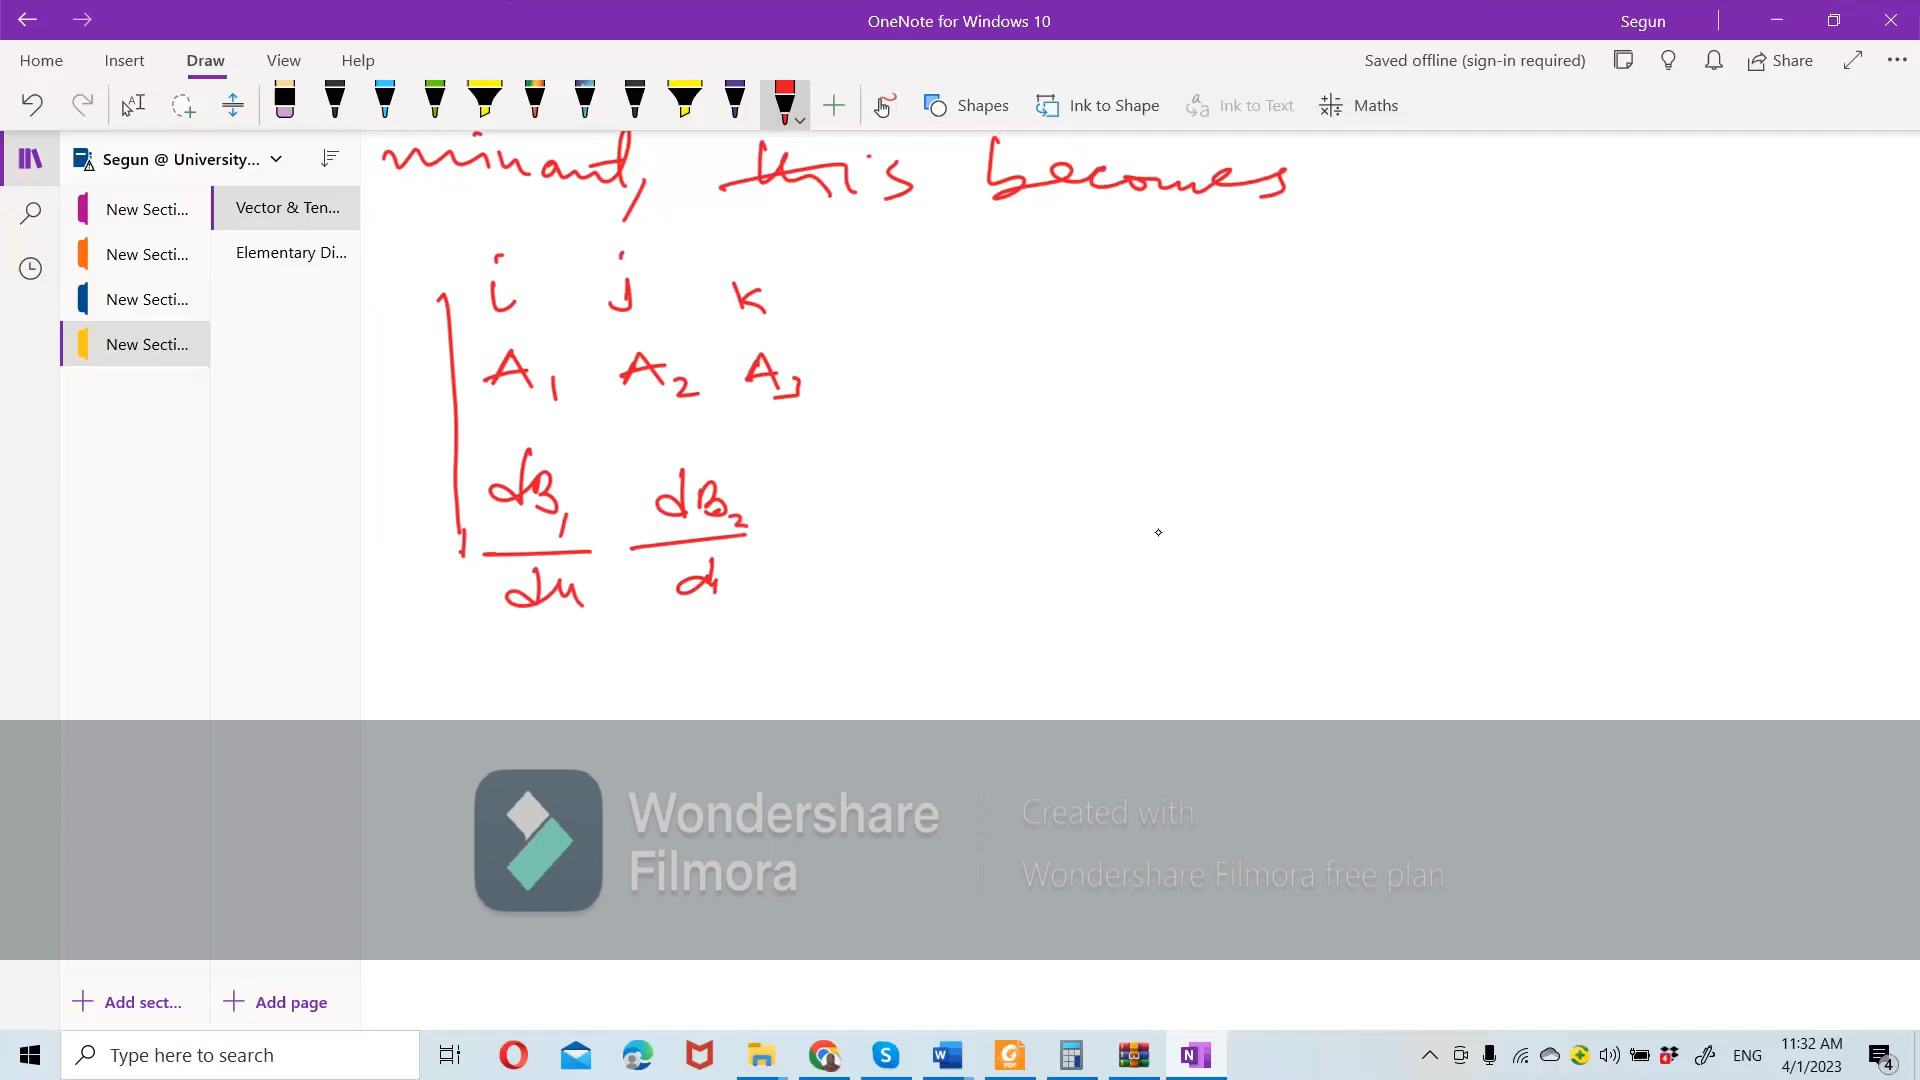 OneNote for Windows 10
Segun
Home Insert Draw View Help
Saved offline (sign-in required)
Share
Shapes Ink to Shape Ink to Text Maths
Segun @ University...
New Secti...
New Secti...
New Secti...
New Secti...
Vector & Ten...
Elementary Di...
minant, this becomes
i j k
A₁ A₂ A₃
dB₁ dB₂
du d
Wondershare
Filmora
Created with
Wondershare Filmora free plan
Add sect...
Add page
Type here to search
ENG
11:32 AM
4/1/2023
4